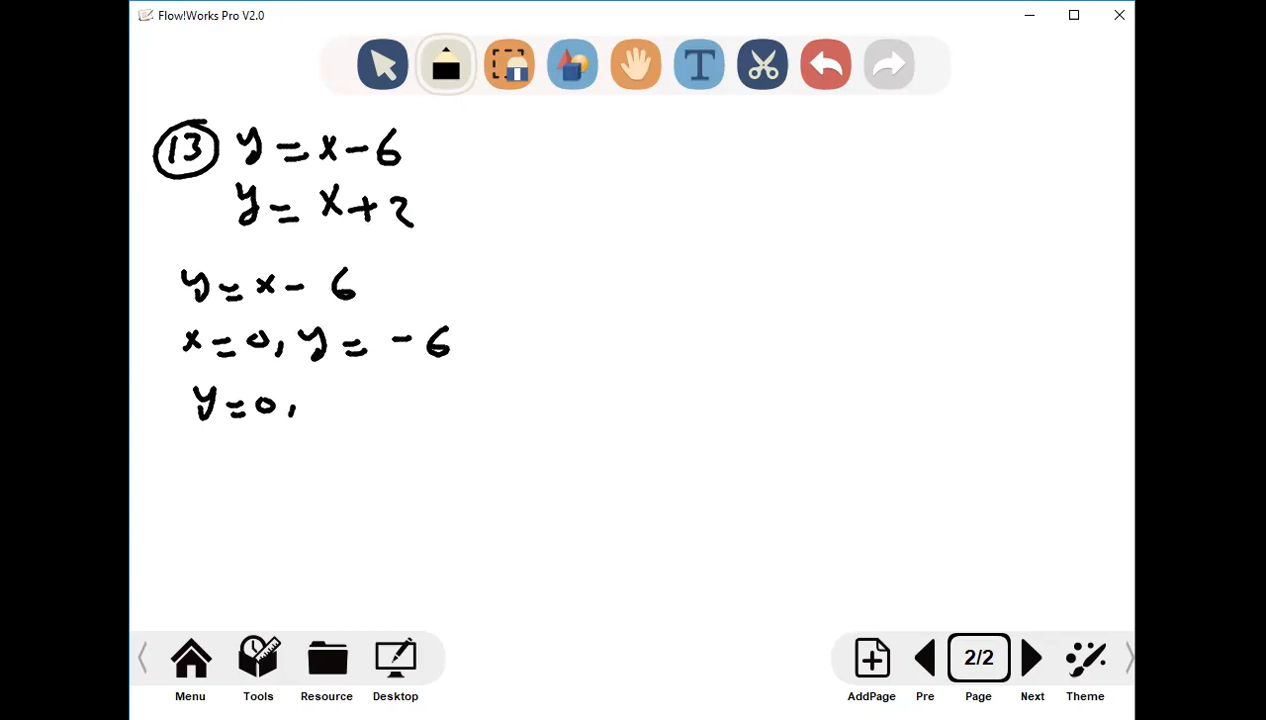 Flow!Works Pro V2.0
T
13 y = x - 6
y = x + 2
y = x - 6
x = 0, y = - 6
y = 0,
Menu Tools Resource Desktop
2/2
AddPage Pre Page Next Theme